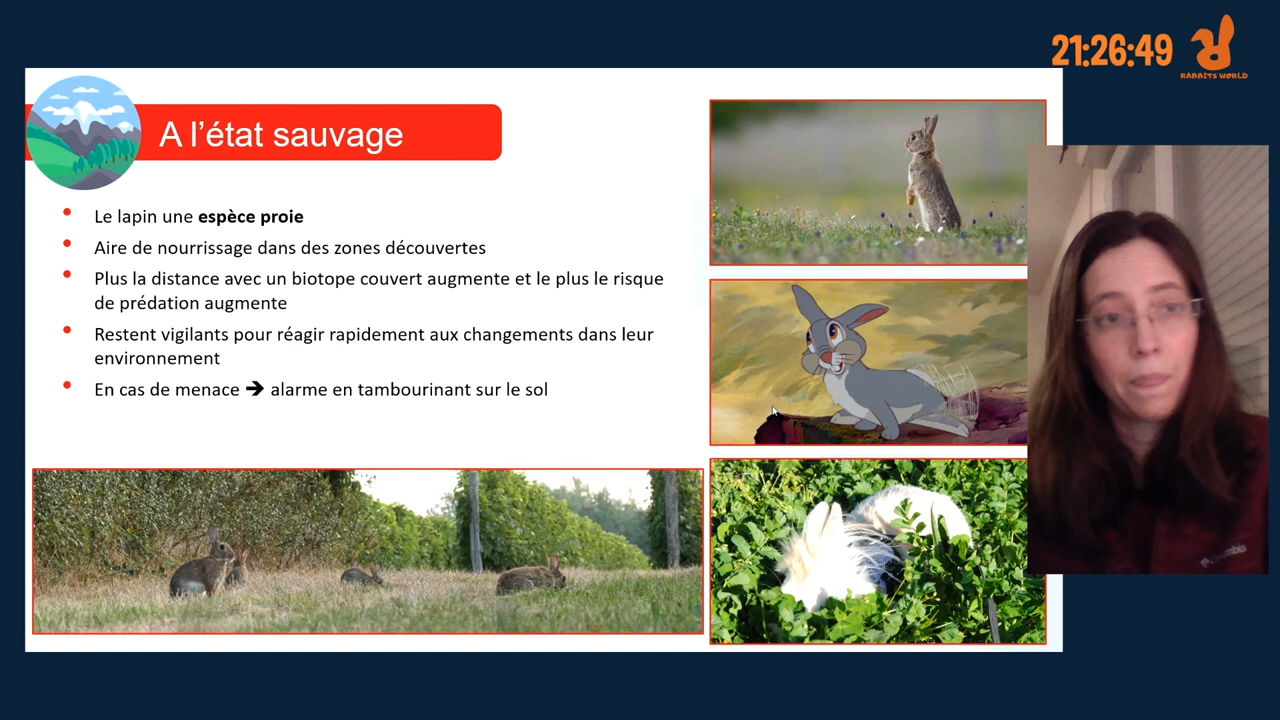 21:26:49
RABBITS WORLD
A l’état sauvage
Le lapin une espèce proie
Aire de nourrissage dans des zones découvertes
Plus la distance avec un biotope couvert augmente et le plus le risque
de prédation augmente
Restent vigilants pour réagir rapidement aux changements dans leur
environnement
En cas de menace ➔ alarme en tambourinant sur le sol
Columbia